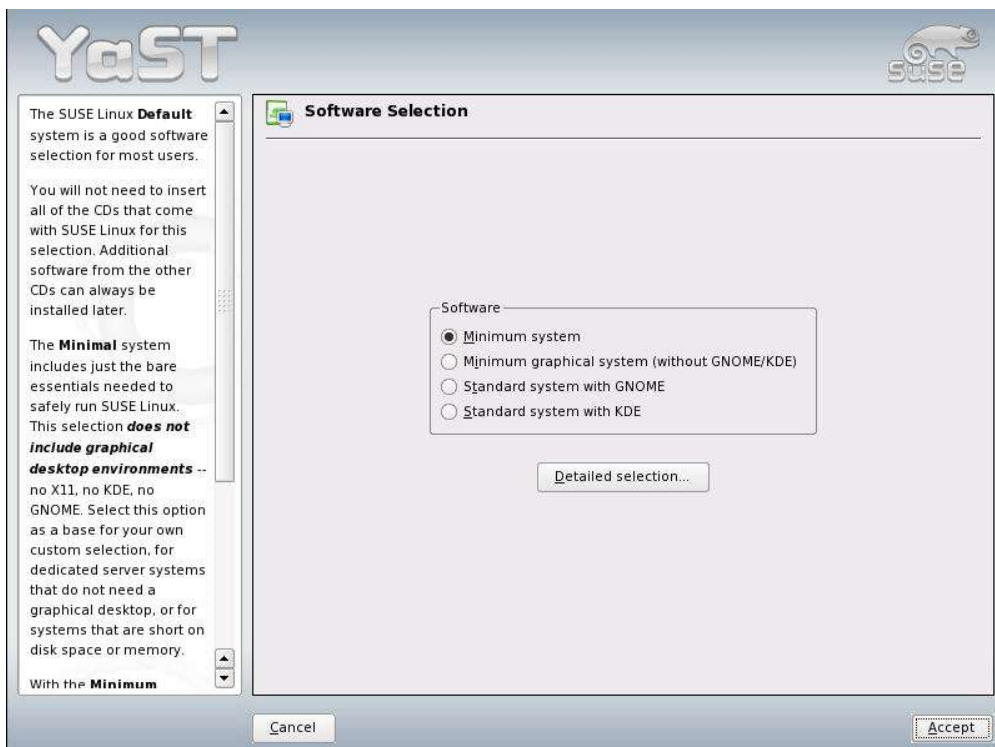 YaST
SUSE
The SUSE Linux Default
system is a good software
selection for most users.
You will not need to insert
all of the CDs that come
with SUSE Linux for this
selection. Additional
software from the other
CDs can always be
installed later.
The Minimal system
includes just the bare
essentials needed to
safely run SUSE Linux.
This selection does not
include graphical
desktop environments --
no X11, no KDE, no
GNOME. Select this option
as a base for your own
custom selection, for
dedicated server systems
that do not need a
graphical desktop, or for
systems that are short on
disk space or memory.
With the Minimum
Software Selection
Software
Minimum system
Minimum graphical system (without GNOME/KDE)
Standard system with GNOME
Standard system with KDE
Detailed selection...
Cancel
Accept